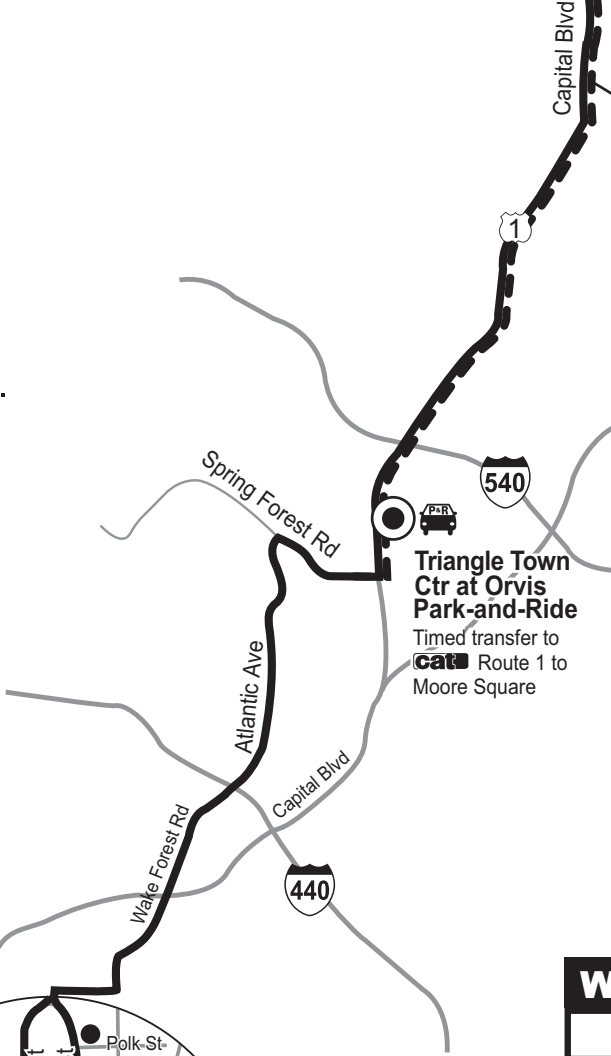 Capital Blvd
1
540
Spring Forest Rd
P&R
Triangle Town
Ctr at Orvis
Park-and-Ride
Timed transfer to
cat Route 1 to
Moore Square
Atlantic Ave
Capital Blvd
Wake Forest Rd
440
W
Polk St
t
t